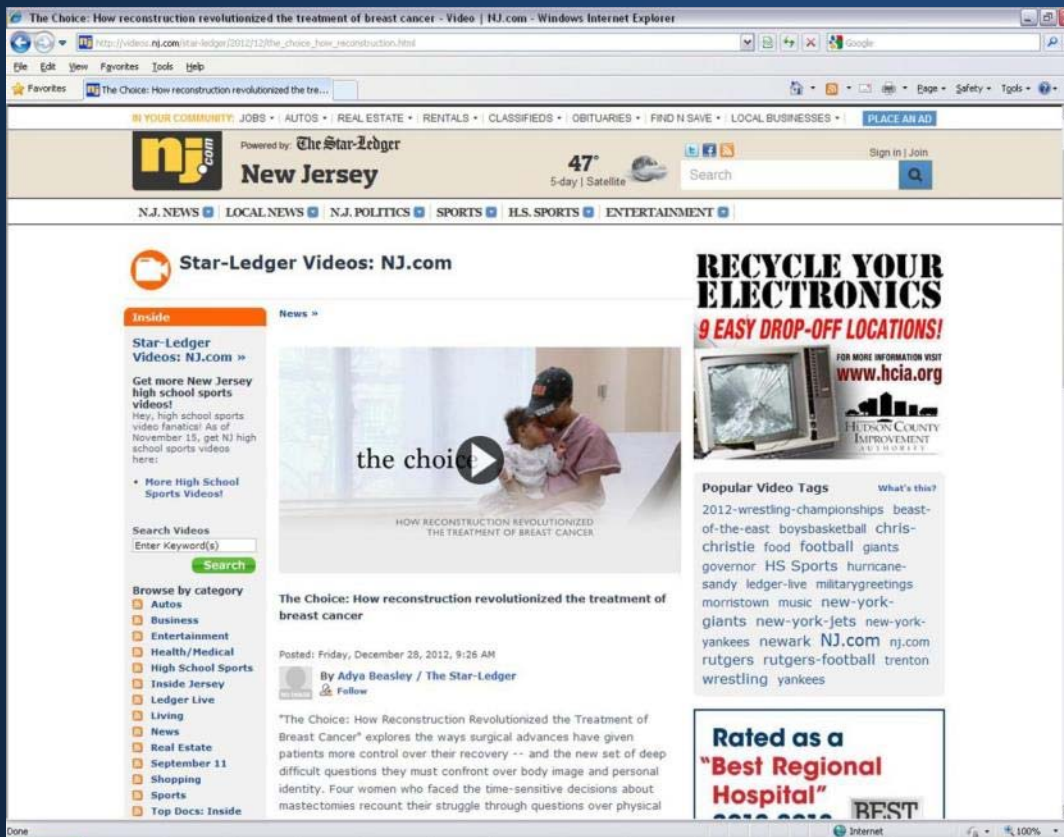 The Choice: How reconstruction revolutionized the treatment of breast cancer - Video | NJ.com - Windows Internet Explorer
http://videos.nj.com/star-ledger/2012/12/the_choice_how_reconstruction.html
Google
File Edit View Favorites Tools Help
Favorites
The Choice: How reconstruction revolutionized the tre...
Page Safety Tools
IN YOUR COMMUNITY: JOBS AUTOS REAL ESTATE RENTALS CLASSIFIEDS OBITUARIES FIND N SAVE LOCAL BUSINESSES PLACE AN AD
nj.com
Powered by: The Star-Ledger
New Jersey
47°
5-day | Satellite
Sign in | Join
Search
N.J. NEWS LOCAL NEWS N.J. POLITICS SPORTS H.S. SPORTS ENTERTAINMENT
Star-Ledger Videos: NJ.com
Inside
Star-Ledger
Videos: NJ.com »
Get more New Jersey
high school sports
videos!
Hey, high school sports
video fanatics! As of
November 15, get NJ high
school sports videos
here:
• More High School
Sports Videos!
Search Videos
Enter Keyword(s)
Search
Browse by category
Autos
Business
Entertainment
Health/Medical
High School Sports
Inside Jersey
Ledger Live
Living
News
Real Estate
September 11
Shopping
Sports
Top Docs: Inside
News »
the choice
HOW RECONSTRUCTION REVOLUTIONIZED
THE TREATMENT OF BREAST CANCER
The Choice: How reconstruction revolutionized the treatment of
breast cancer
Posted: Friday, December 28, 2012, 9:26 AM
By Adya Beasley / The Star-Ledger
Follow
"The Choice: How Reconstruction Revolutionized the Treatment of
Breast Cancer" explores the ways surgical advances have given
patients more control over their recovery -- and the new set of deep
difficult questions they must confront over body image and personal
identity. Four women who faced the time-sensitive decisions about
mastectomies recount their struggle through questions over physical
RECYCLE YOUR
ELECTRONICS
9 EASY DROP-OFF LOCATIONS!
FOR MORE INFORMATION VISIT
www.hcia.org
HUDSON COUNTY
IMPROVEMENT
AUTHORITY
Popular Video Tags What's this?
2012-wrestling-championships beast-
of-the-east boysbasketball chris-
christie food football giants
governor HS Sports hurricane-
sandy ledger-live militarygreetings
morristown music new-york-
giants new-york-jets new-york-
yankees newark NJ.com nj.com
rutgers rutgers-football trenton
wrestling yankees
Rated as a
"Best Regional
Hospital"
BEST
Done
Internet
100%